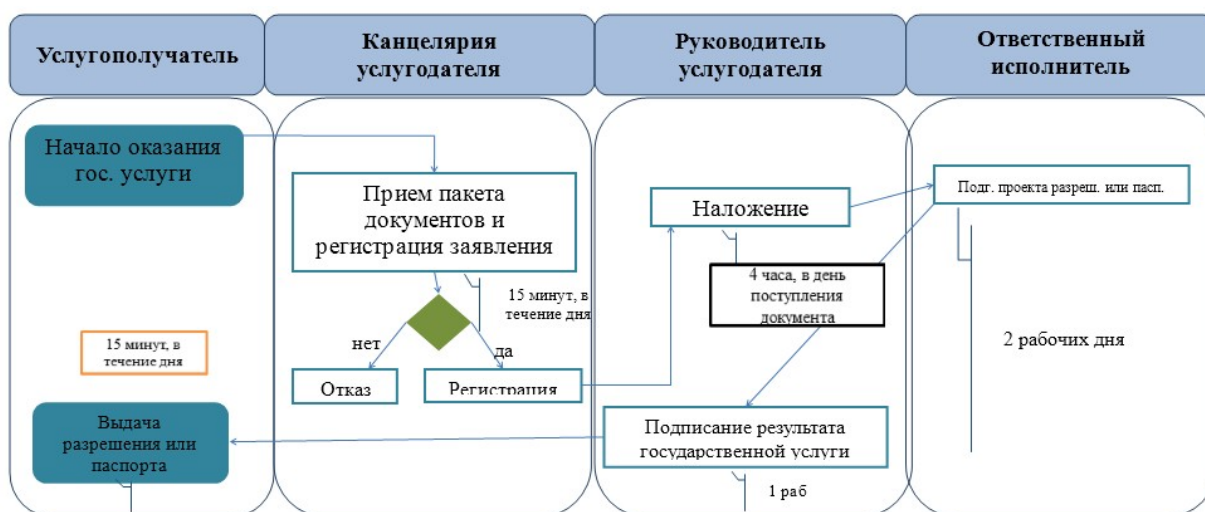 Услугополучатель
Канцелярия
услугодателя
Руководитель
услугодателя
Ответственный
исполнитель
Начало оказания
гос. услуги
Прием пакета
документов и
регистрация заявления
15 минут, в
течение дня
нет
да
Отказ
Регистрация
Наложение
4 часа, в день
поступления
документа
Подг. проекта разреш. или пасп.
2 рабочих дня
Подписание результата
государственной услуги
1 раб
15 минут, в
течение дня
Выдача
разрешения или
паспорта